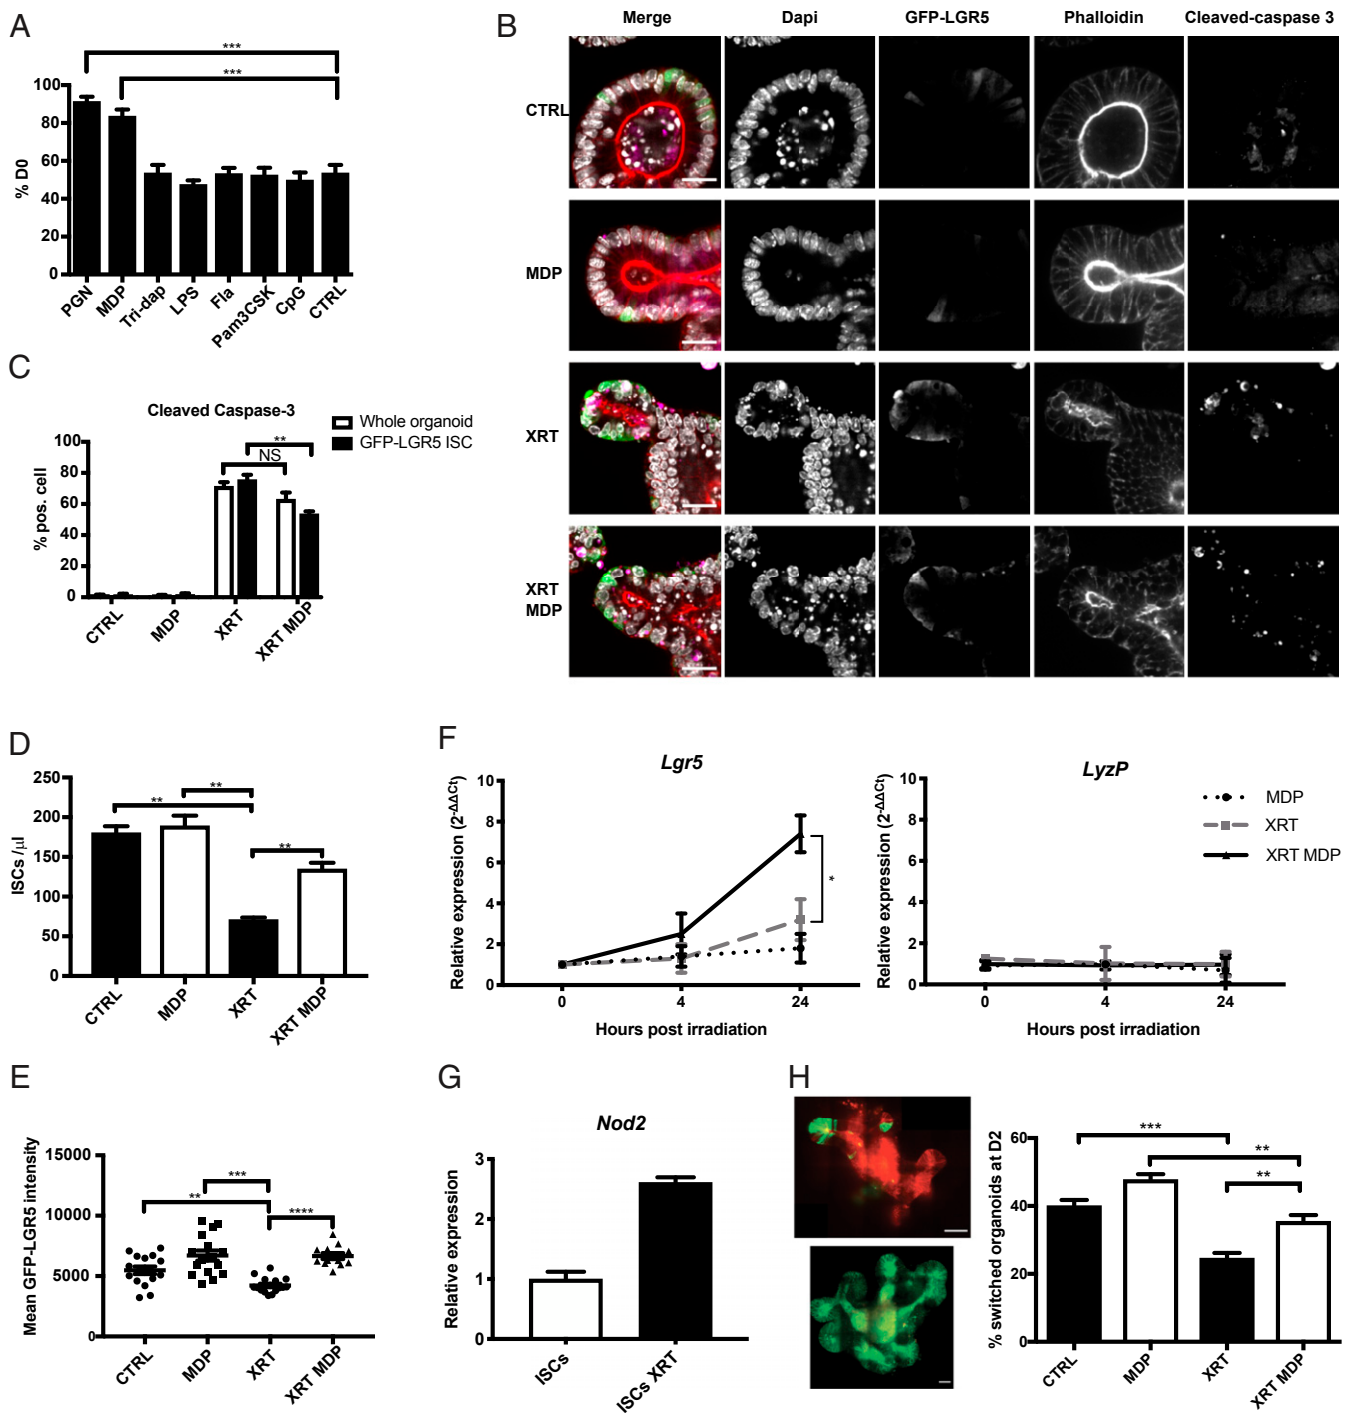 A
***
***
100
80
60
40
20
0
% D0
PGN
MDP
Tri-dap
LPS
Fla
Pam3CSK
CpG
CTRL
B
Merge Dapi GFP-LGR5 Phalloidin Cleaved-caspase 3
CTRL
MDP
XRT
XRT
MDP
C
Cleaved Caspase-3
Whole organoid
GFP-LGR5 ISC
**
NS
100
80
60
40
20
0
% pos. cell
CTRL
MDP
XRT
XRT MDP
D
**
**
**
250
200
150
100
50
0
ISCs /µl
CTRL
MDP
XRT
XRT MDP
E
***
**
****
15000
10000
5000
0
Mean GFP-LGR5 intensity
CTRL
MDP
XRT
XRT MDP
F
Lgr5
10
8
6
4
2
0
Relative expression (2-ΔΔCt)
*
0 4 24
Hours post irradiation
LyzP
10
8
6
4
2
0
Relative expression (2-ΔΔCt)
0 4 24
Hours post irradiation
MDP
XRT
XRT MDP
G
Nod2
3
2
1
0
Relative expression
ISCs
ISCs XRT
H
***
**
**
60
40
20
0
% switched organoids at D2
CTRL
MDP
XRT
XRT MDP